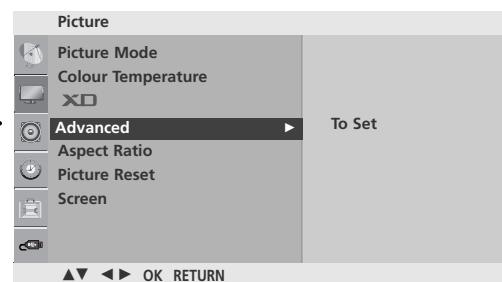 Picture
Picture Mode
Colour Temperature
XD
Advanced ► To Set
Aspect Ratio
Picture Reset
Screen
▲▼ ◄► OK RETURN